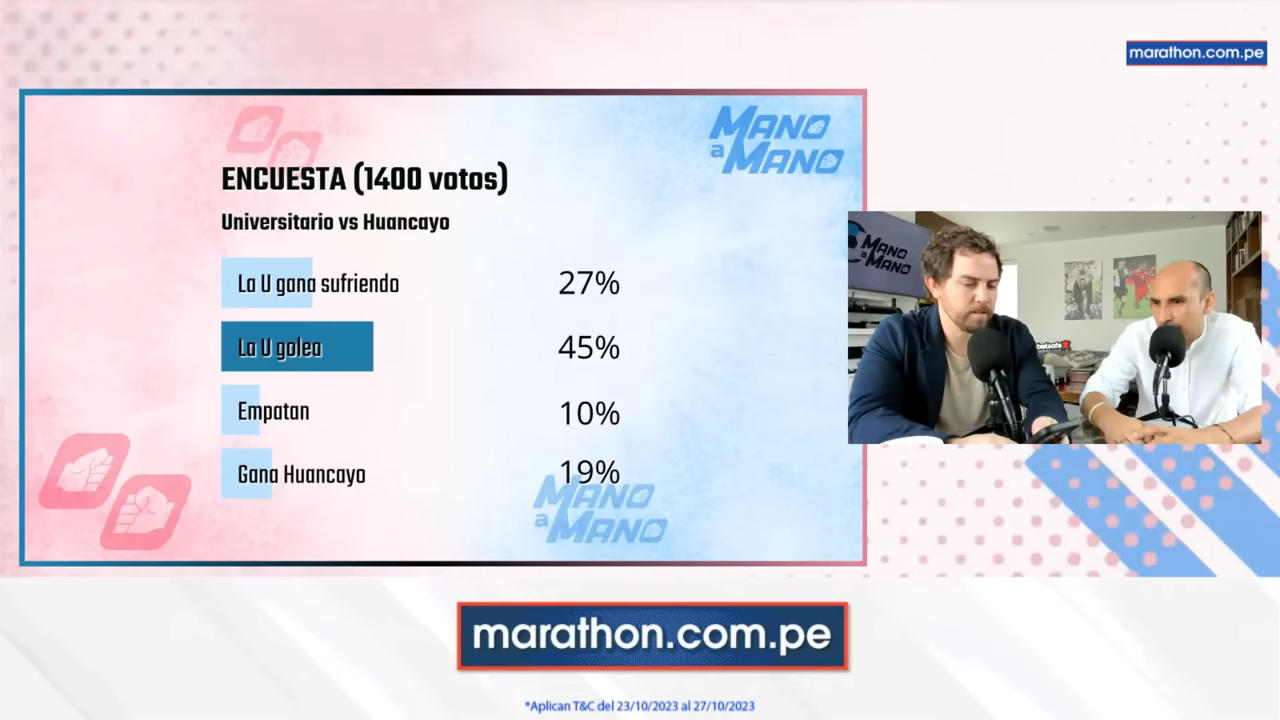 marathon.com.pe
MANO
a MANO
ENCUESTA (1400 votos)
Universitario vs Huancayo
La U gana sufriendo 27%
La U golea 45%
Empatan 10%
Gana Huancayo 19%
MANO
a MANO
MANO
a MANO
betsafe
marathon.com.pe
*Aplican T&C del 23/10/2023 al 27/10/2023